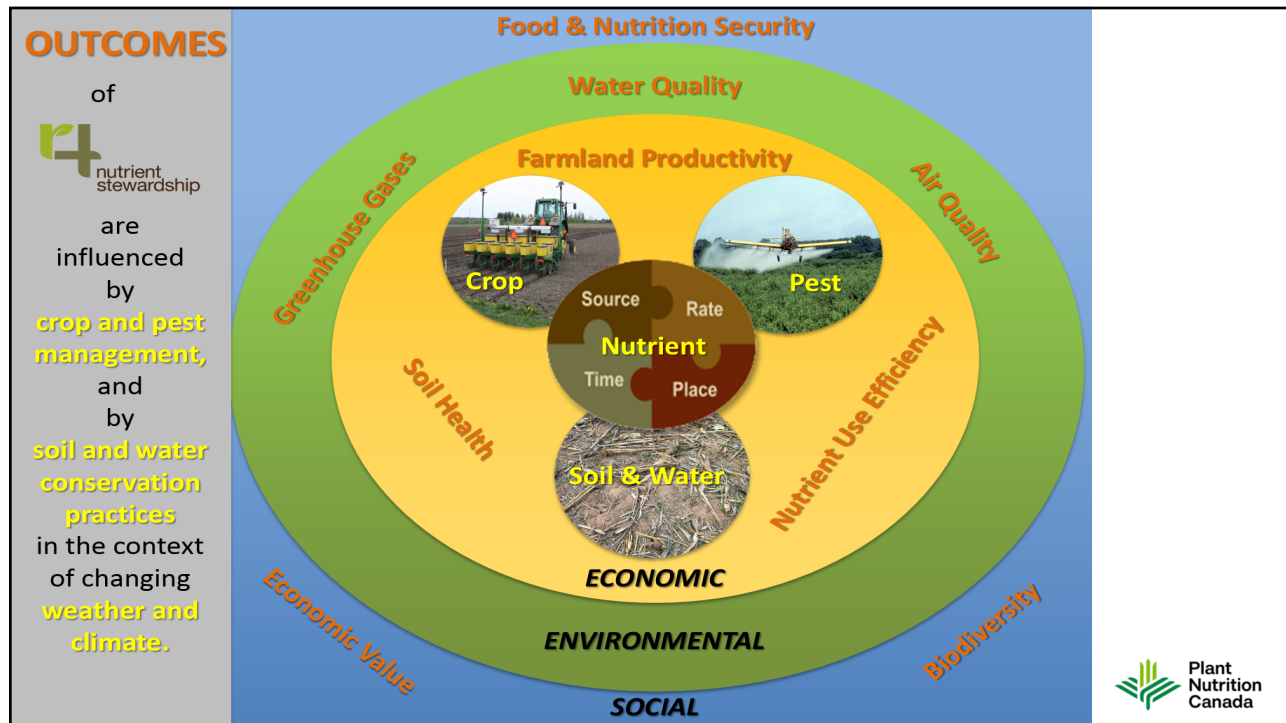 OUTCOMES
of
r4
nutrient
stewardship
are
influenced
by
crop and pest
management,
and
by
soil and water
conservation
practices
in the context
of changing
weather and
climate.
Food & Nutrition Security
Water Quality
Farmland Productivity
Greenhouse Gases
Air Quality
Crop
Pest
Source
Rate
Nutrient
Time
Place
Soil Health
Nutrient Use Efficiency
Soil & Water
ECONOMIC
ENVIRONMENTAL
Economic Value
Biodiversity
SOCIAL
Plant
Nutrition
Canada